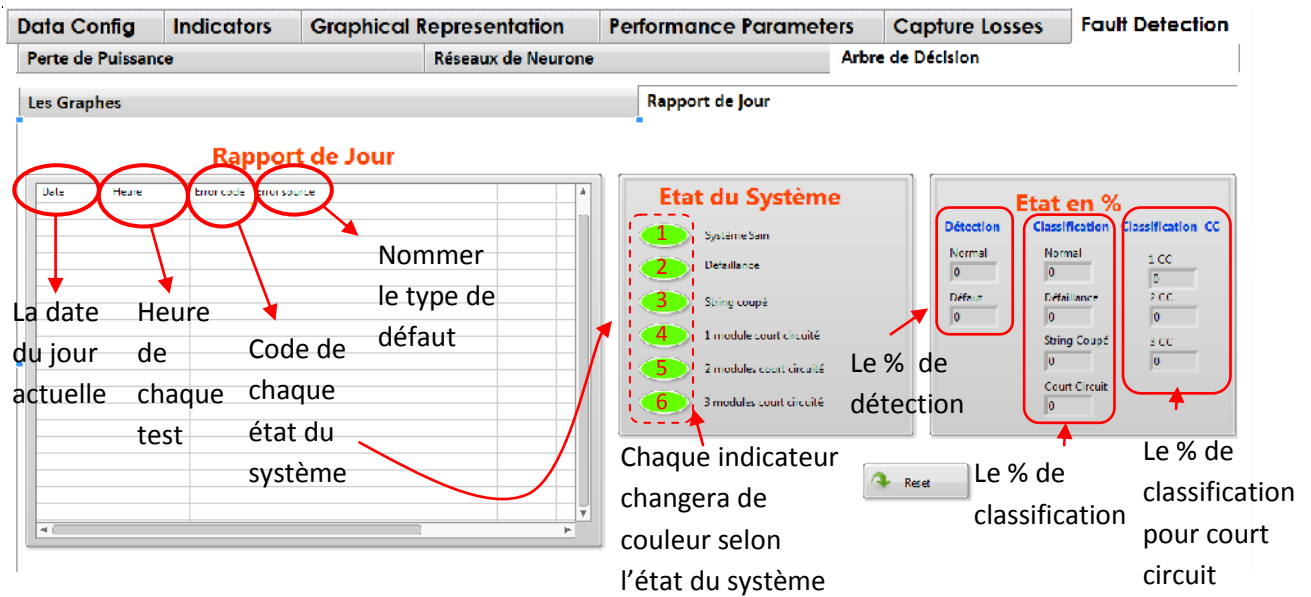 Data Config Indicators Graphical Representation Performance Parameters Capture Losses Fault Detection
Perte de Puissance Réseaux de Neurone Arbre de Décision
Les Graphes Rapport de Jour
Rapport de Jour
Date Heure Error code Error source
Nommer
le type de
défaut
La date
du jour
actuelle
Heure
de
chaque
test
Code de
chaque
état du
système
Etat du Système
1 Système Sain
2 Défaillance
3 String coupé
4 1 module court circuité
5 2 modules court circuité
6 3 modules court circuité
Chaque indicateur
changera de
couleur selon
l'état du système
Etat en %
Détection
Normal
0
Défaut
0
Classification
Normal
0
Défaillance
0
String Coupé
0
Court Circuit
0
Classification CC
1 CC
0
2 CC
0
3 CC
0
Le % de
détection
Reset
Le % de
classification
Le % de
classification
pour court
circuit